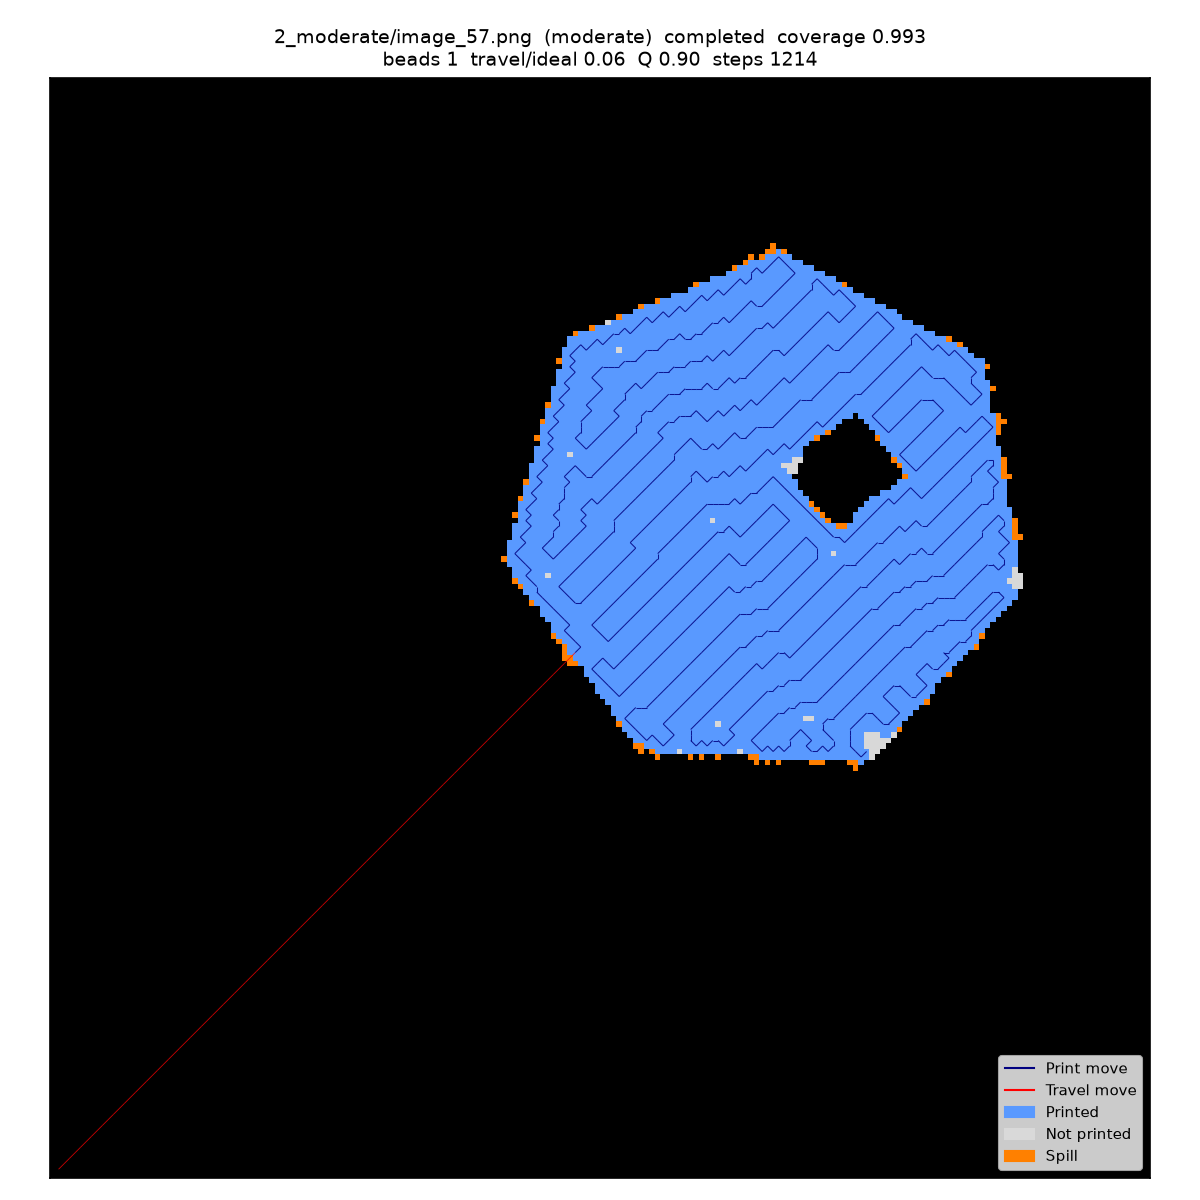 2_moderate/image_57.png  (moderate)  completed  coverage 0.993
beads 1  travel/ideal 0.06  Q 0.90  steps 1214
Print move
Travel move
Printed
Not printed
Spill